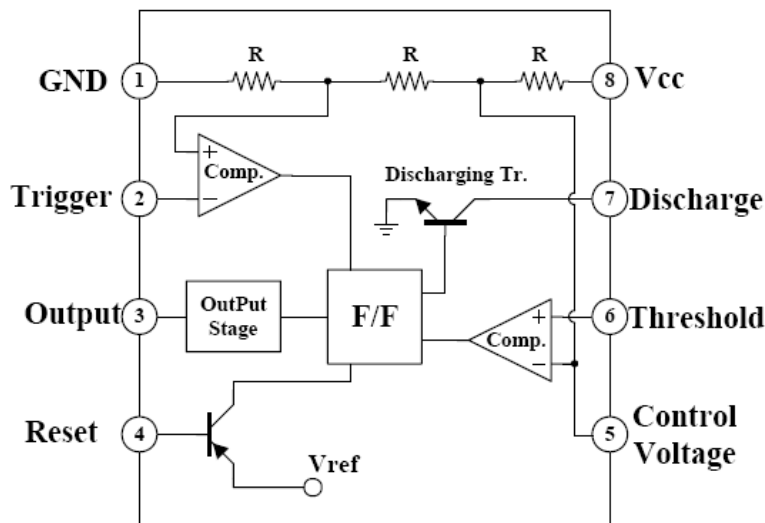 R R R
GND 1 8 Vcc
+
Comp.
−
Trigger 2
Discharging Tr.
7 Discharge
Output 3
OutPut
Stage
F/F
+
Comp.
−
6 Threshold
Reset 4
5 Control
Voltage
Vref